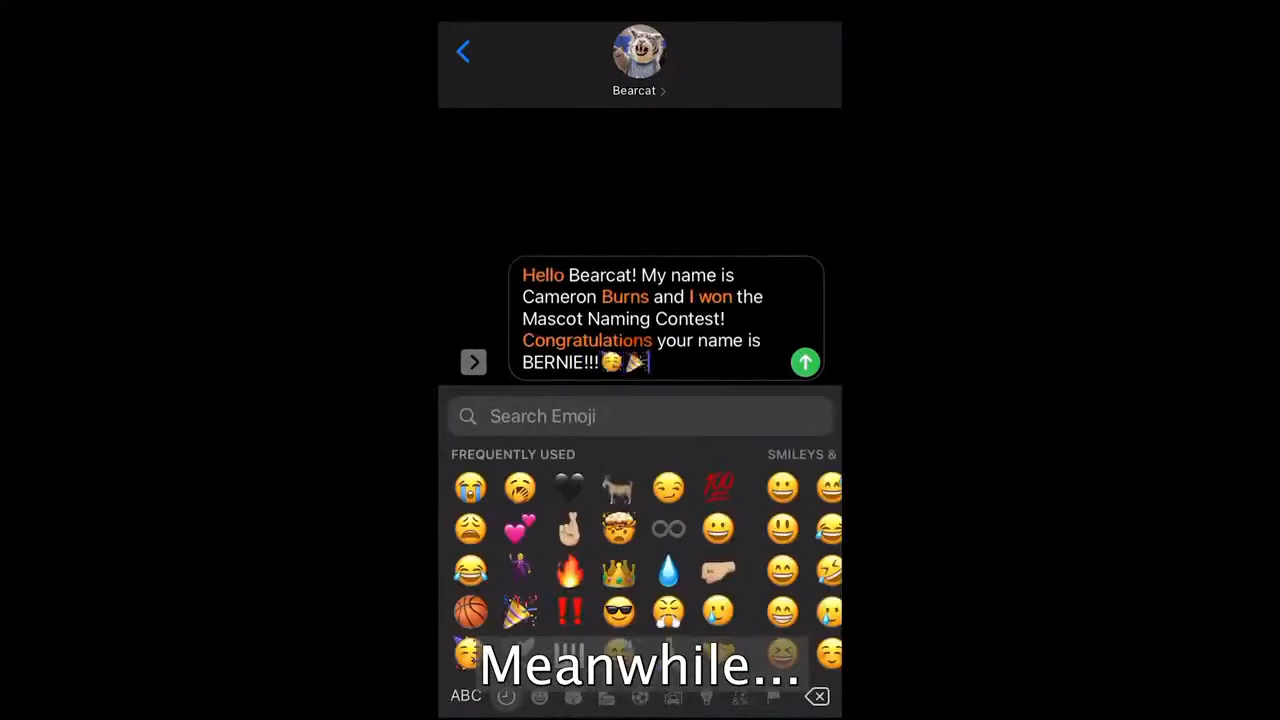 Bearcat
Hello Bearcat! My name is
Cameron Burns and I won the
Mascot Naming Contest!
Congratulations your name is
BERNIE!!!🥳🎉
Search Emoji
FREQUENTLY USED SMILEYS &
Meanwhile...
ABC